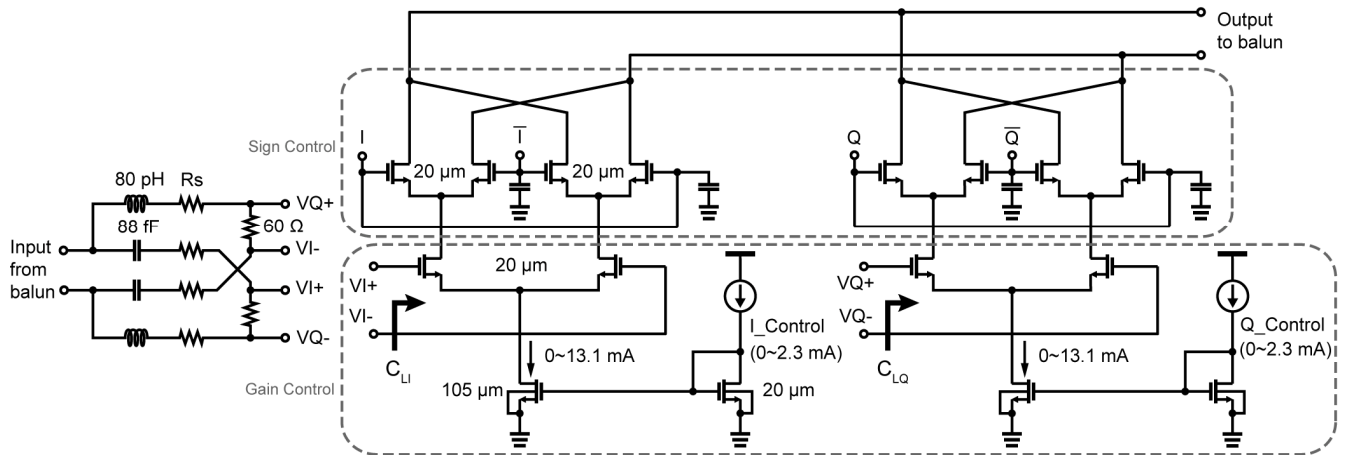 Output
to balun
I
I̅
Q
Q̅
Sign Control
20 μm
20 μm
80 pH
Rs
VQ+
60 Ω
88 fF
Input
from
balun
VI-
VI+
VQ-
20 μm
VI+
VI-
C_LI
I_Control
(0~2.3 mA)
0~13.1 mA
105 μm
20 μm
Gain Control
VQ+
VQ-
C_LQ
Q_Control
(0~2.3 mA)
0~13.1 mA